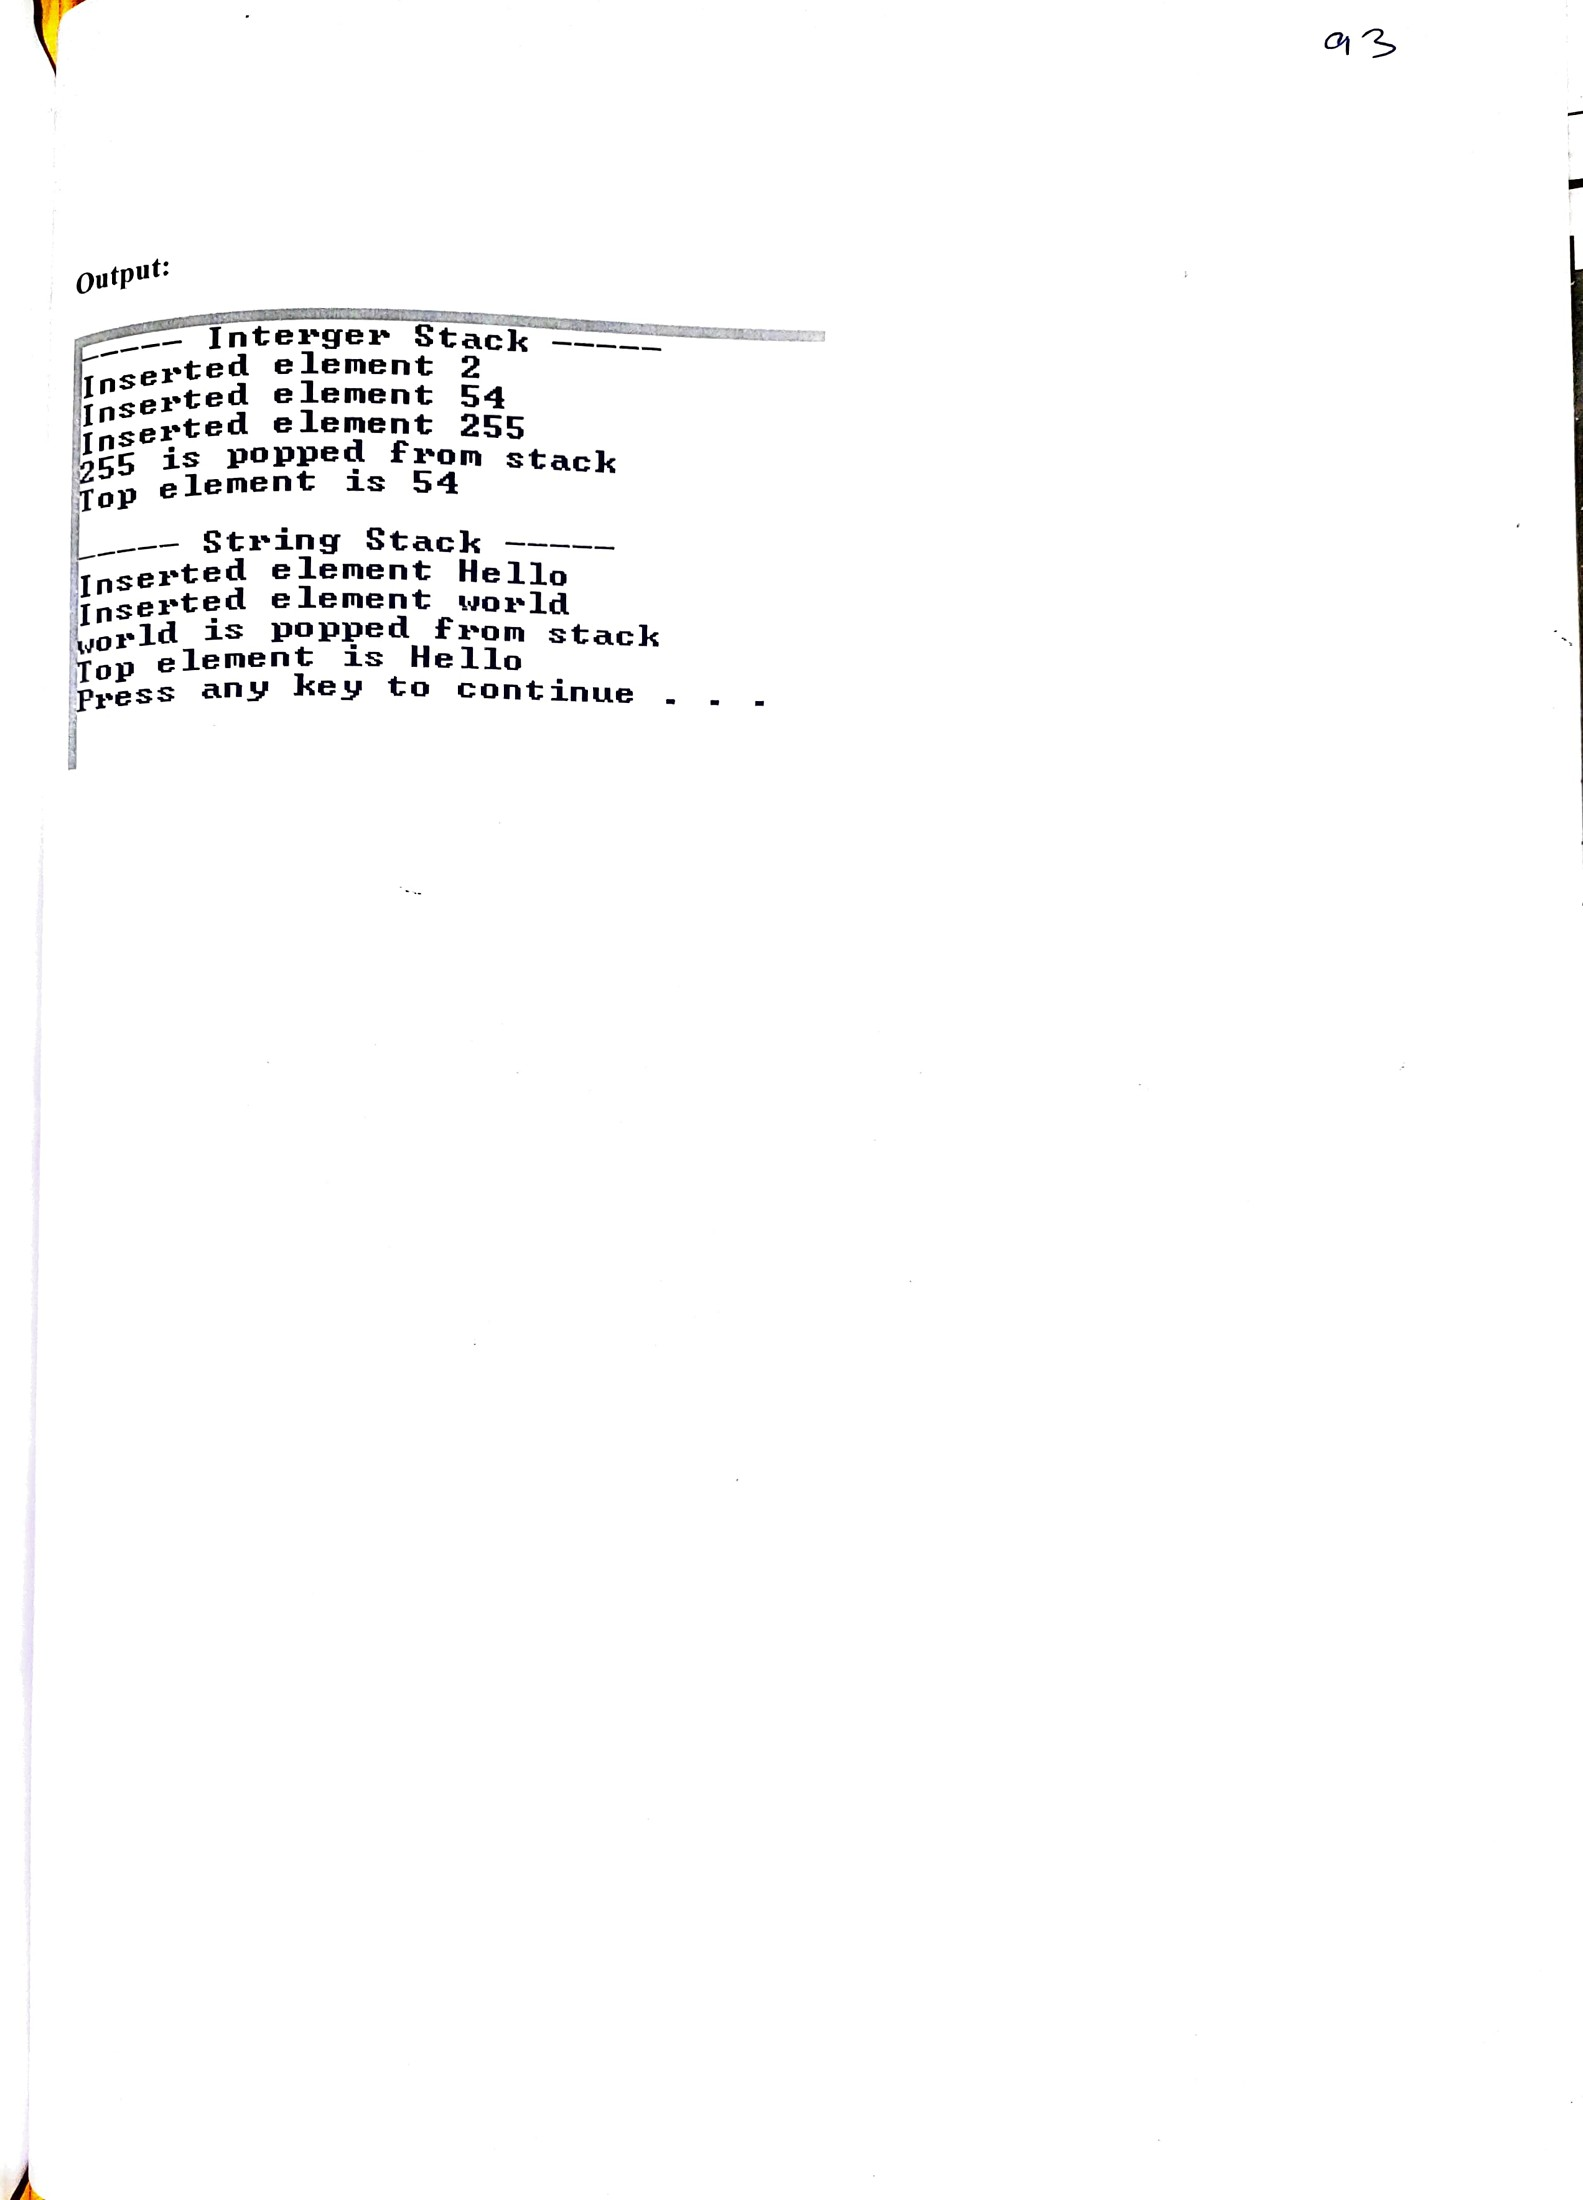 93
Output:
----- Interger Stack -----
Inserted element 2
Inserted element 54
Inserted element 255
255 is popped from stack
Top element is 54
----- String Stack -----
Inserted element Hello
Inserted element world
world is popped from stack
Top element is Hello
Press any key to continue . . .